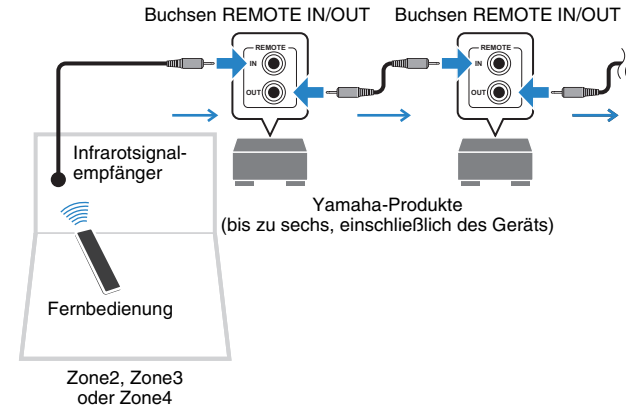 Buchsen REMOTE IN/OUT
Buchsen REMOTE IN/OUT
REMOTE
IN
OUT
REMOTE
IN
OUT
Infrarotsignal-
empfänger
Yamaha-Produkte
(bis zu sechs, einschließlich des Geräts)
Fernbedienung
Zone2, Zone3
oder Zone4